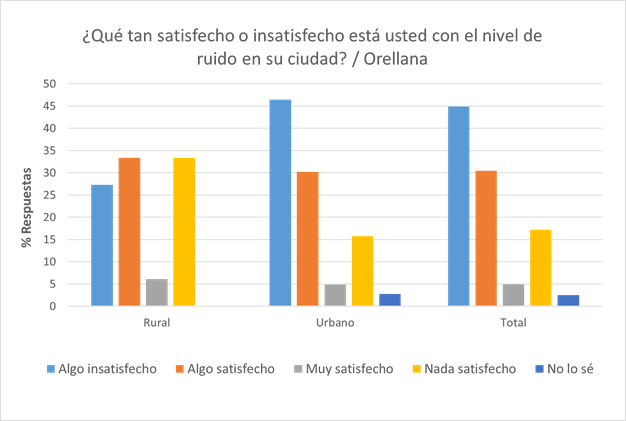 ¿Qué tan satisfecho o insatisfecho está usted con el nivel de
ruido en su ciudad? / Orellana
50
45
40
35
30
25
20
15
10
5
0
% Respuestas
Rural
Urbano
Total
Algo insatisfecho
Algo satisfecho
Muy satisfecho
Nada satisfecho
No lo sé